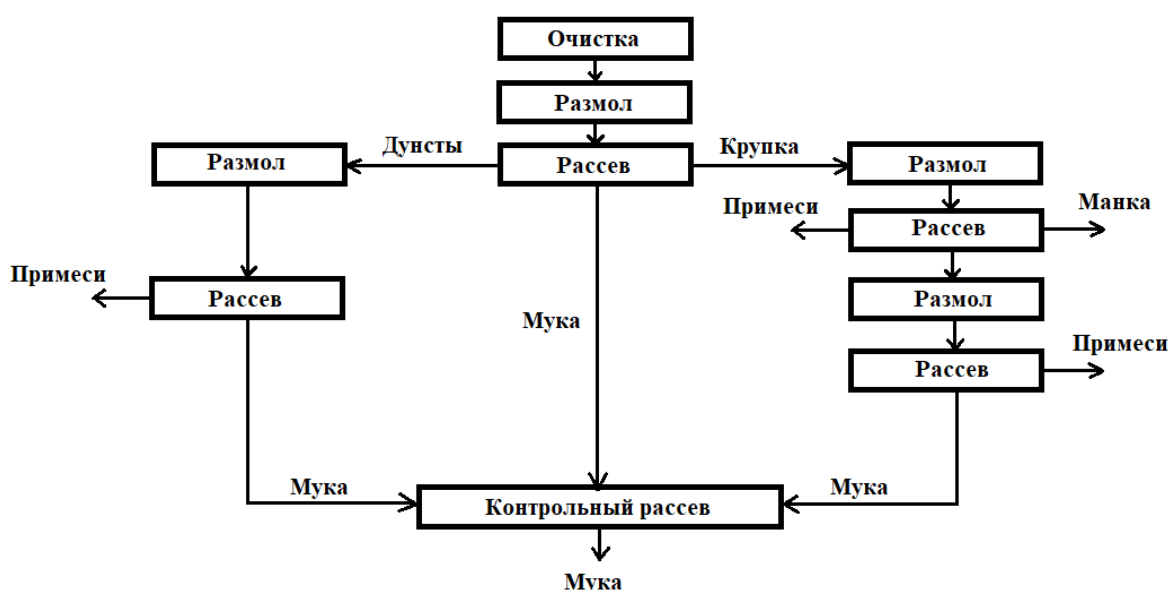 Очистка
Размол
Дунсты
Крупка
Размол
Рассев
Размол
Примеси
Манка
Рассев
Примеси
Рассев
Размол
Мука
Примеси
Рассев
Мука
Мука
Контрольный рассев
Мука